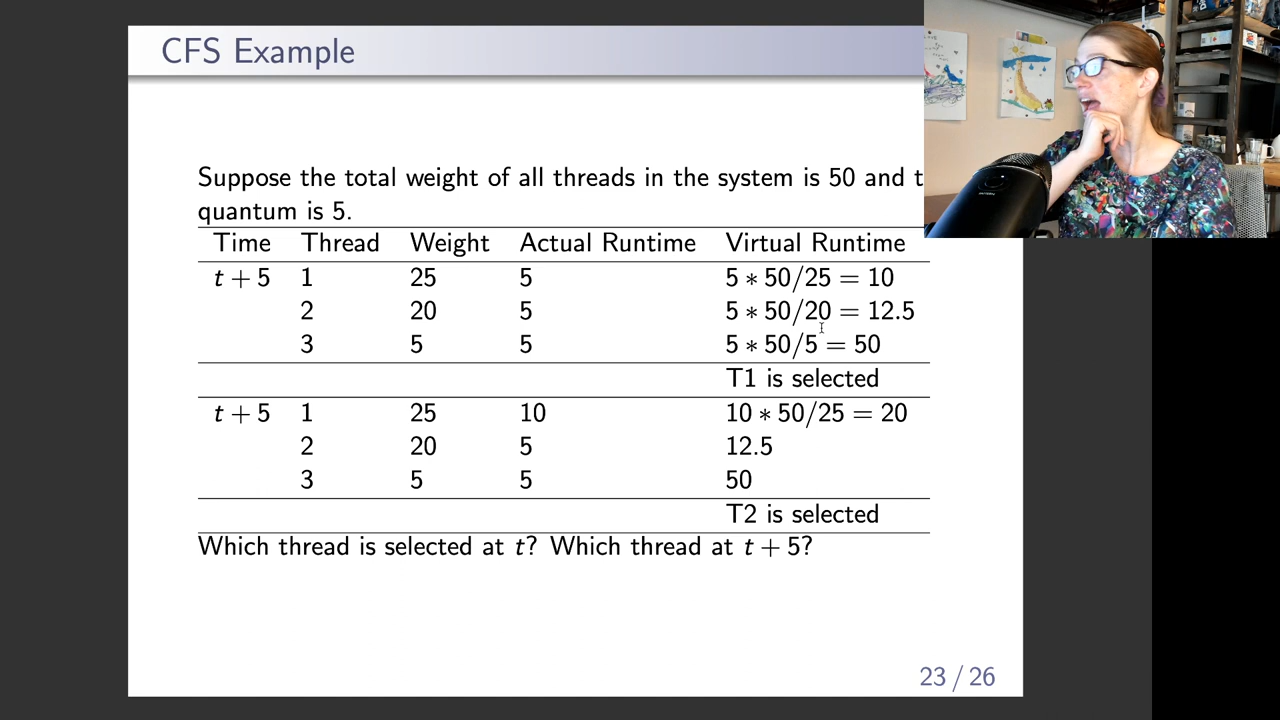 CFS Example
Suppose the total weight of all threads in the system is 50 and t
quantum is 5.
Time Thread Weight Actual Runtime Virtual Runtime
t + 5 1 25 5 5 ∗ 50/25 = 10
2 20 5 5 ∗ 50/20 = 12.5
3 5 5 5 ∗ 50/5 = 50
T1 is selected
t + 5 1 25 10 10 ∗ 50/25 = 20
2 20 5 12.5
3 5 5 50
T2 is selected
Which thread is selected at t? Which thread at t + 5?
23 / 26